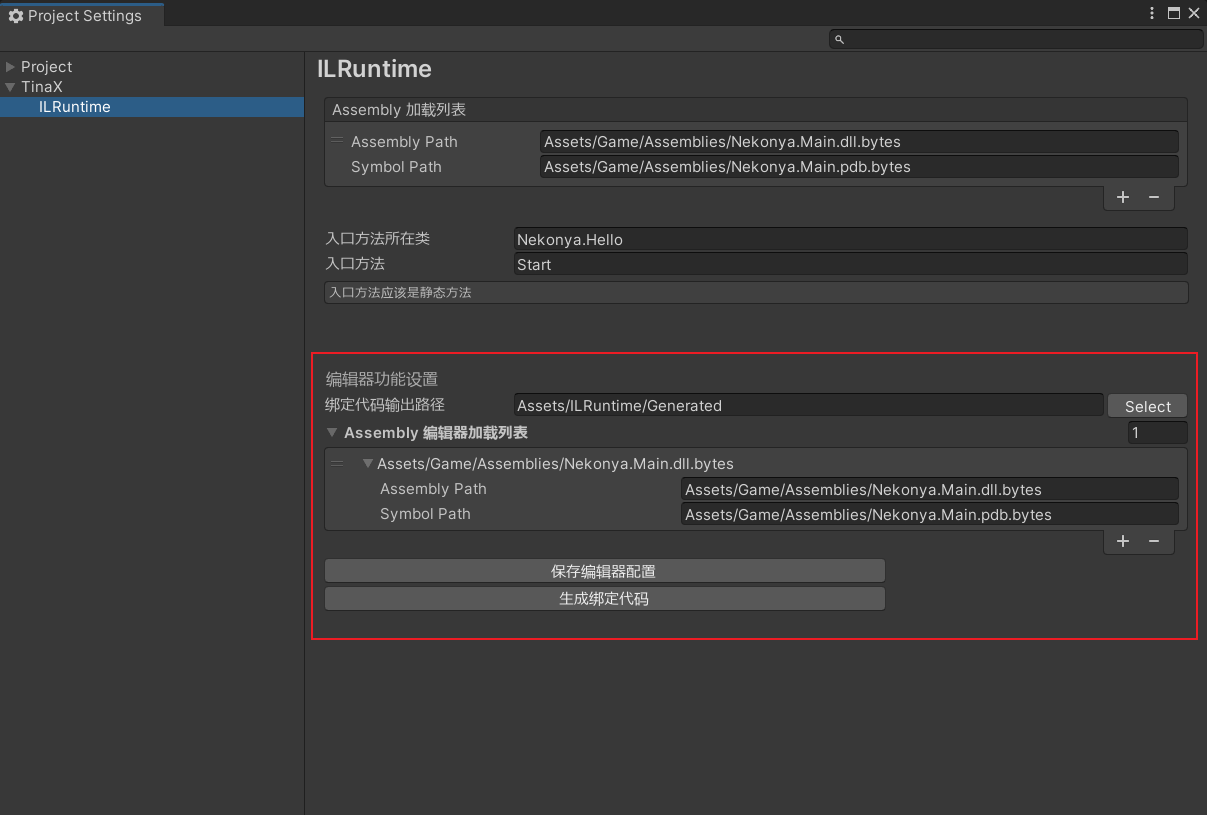 Project Settings
Project
TinaX
ILRuntime
ILRuntime
Assembly 加载列表
Assembly Path Assets/Game/Assemblies/Nekonya.Main.dll.bytes
Symbol Path Assets/Game/Assemblies/Nekonya.Main.pdb.bytes
+ −
入口方法所在类 Nekonya.Hello
入口方法 Start
入口方法应该是静态方法
编辑器功能设置
绑定代码输出路径 Assets/ILRuntime/Generated Select
Assembly 编辑器加载列表 1
Assets/Game/Assemblies/Nekonya.Main.dll.bytes
Assembly Path Assets/Game/Assemblies/Nekonya.Main.dll.bytes
Symbol Path Assets/Game/Assemblies/Nekonya.Main.pdb.bytes
+ −
保存编辑器配置
生成绑定代码